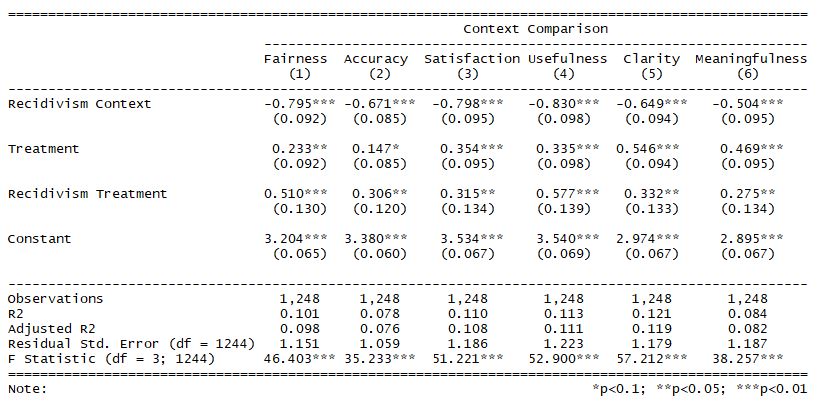 Context Comparison
Fairness Accuracy Satisfaction Usefulness Clarity Meaningfulness
(1) (2) (3) (4) (5) (6)
Recidivism Context -0.795*** -0.671*** -0.798*** -0.830*** -0.649*** -0.504***
(0.092) (0.085) (0.095) (0.098) (0.094) (0.095)
Treatment 0.233** 0.147* 0.354*** 0.335*** 0.546*** 0.469***
(0.092) (0.085) (0.095) (0.098) (0.094) (0.095)
Recidivism Treatment 0.510*** 0.306** 0.315** 0.577*** 0.332** 0.275**
(0.130) (0.120) (0.134) (0.139) (0.133) (0.134)
Constant 3.204*** 3.380*** 3.534*** 3.540*** 2.974*** 2.895***
(0.065) (0.060) (0.067) (0.069) (0.067) (0.067)
Observations 1,248 1,248 1,248 1,248 1,248 1,248
R2 0.101 0.078 0.110 0.113 0.121 0.084
Adjusted R2 0.098 0.076 0.108 0.111 0.119 0.082
Residual Std. Error (df = 1244) 1.151 1.059 1.186 1.223 1.179 1.187
F Statistic (df = 3; 1244) 46.403*** 35.233*** 51.221*** 52.900*** 57.212*** 38.257***
Note: *p<0.1; **p<0.05; ***p<0.01